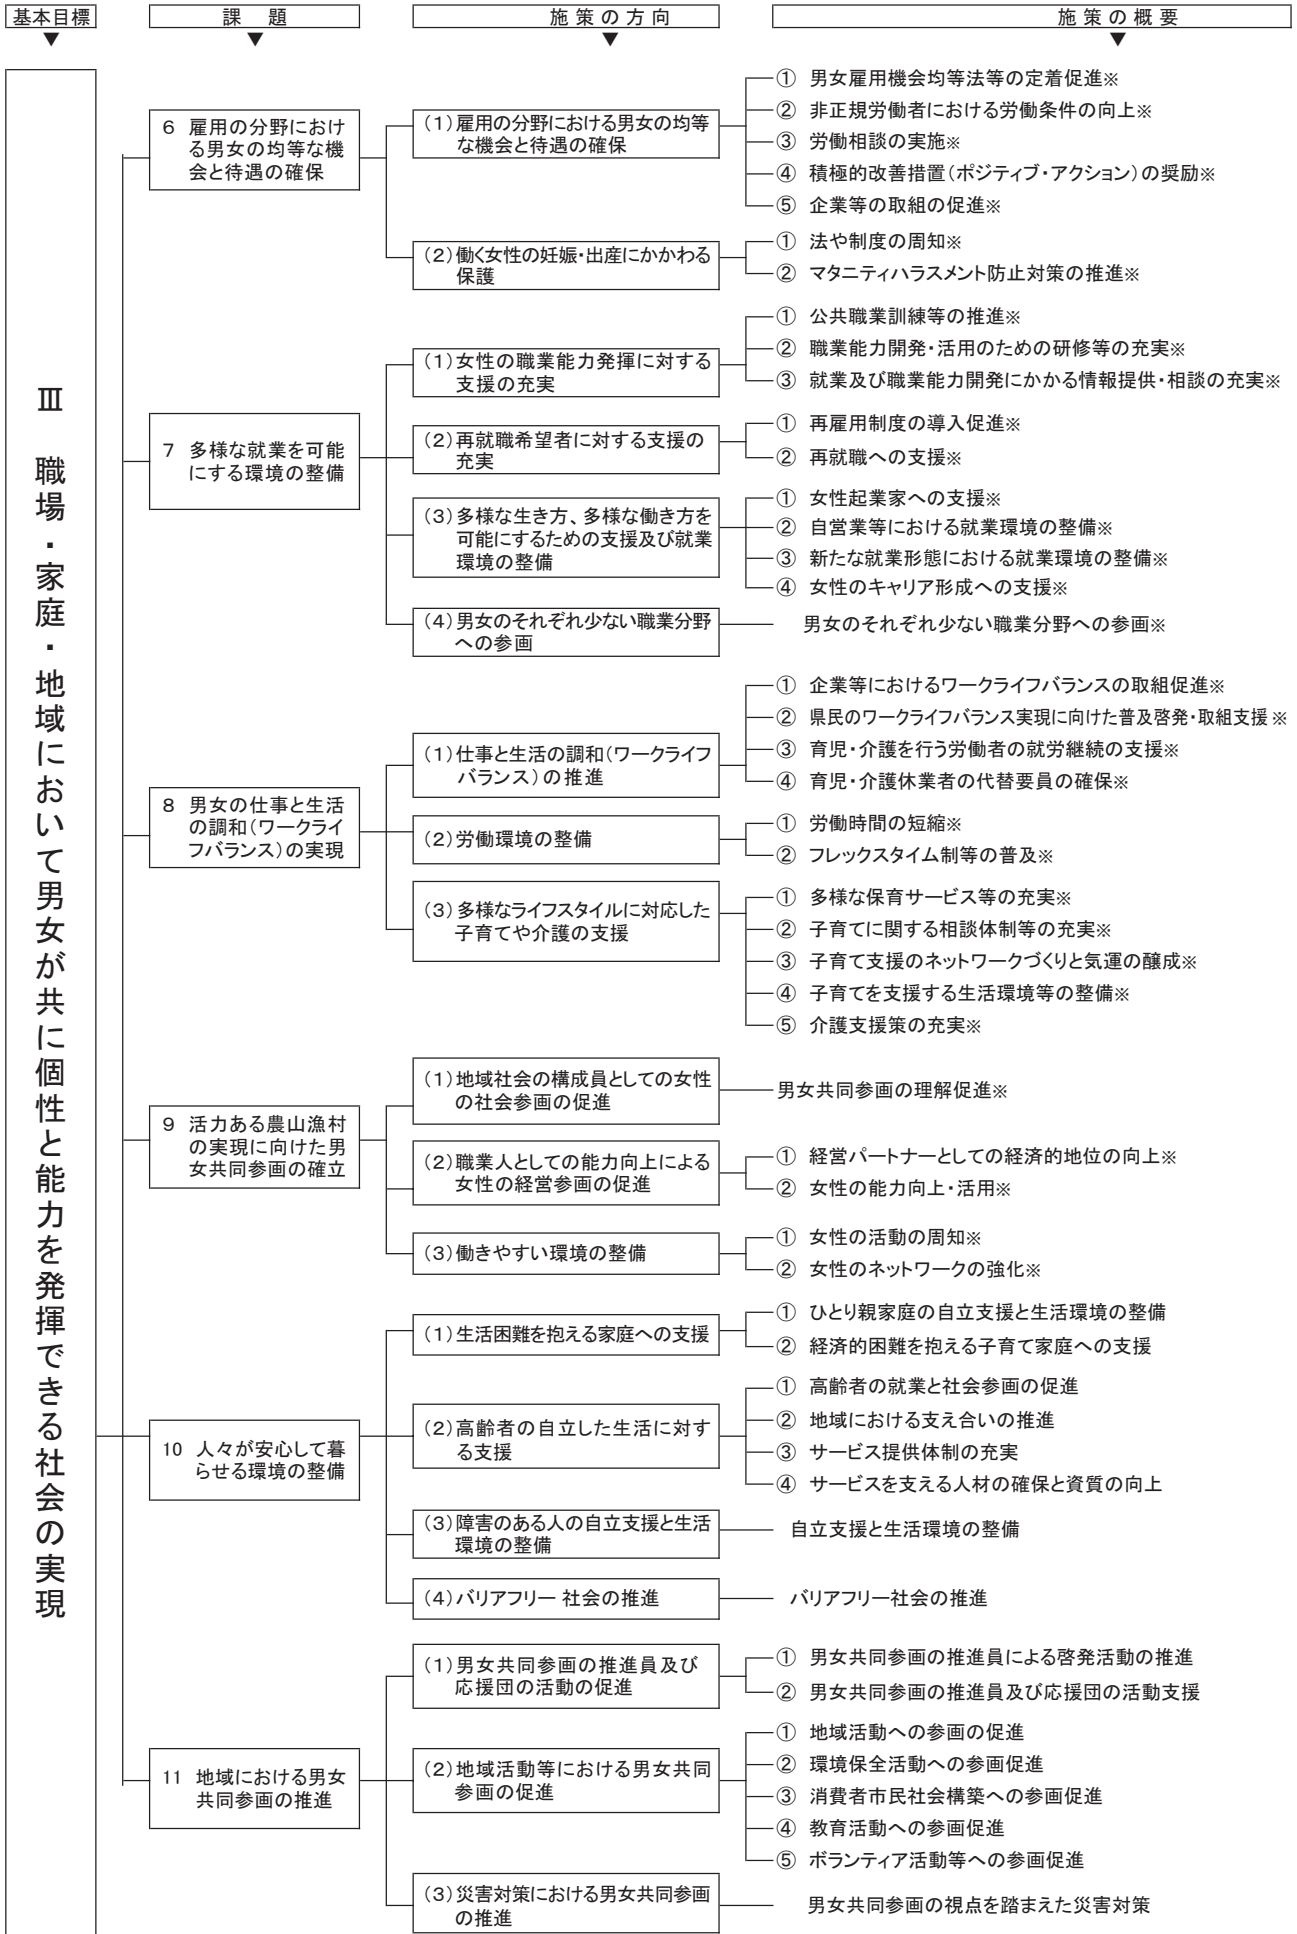 基本目標
課 題
施 策 の 方 向
施 策 の 概 要
▼
▼
▼
▼
Ⅲ 職場・家庭・地域において男女が共に個性と能力を発揮できる社会の実現
6 雇用の分野におけ
る男女の均等な機
会と待遇の確保
(1)雇用の分野における男女の均等
な機会と待遇の確保
① 男女雇用機会均等法等の定着促進※
② 非正規労働者における労働条件の向上※
③ 労働相談の実施※
④ 積極的改善措置(ポジティブ・アクション)の奨励※
⑤ 企業等の取組の促進※
(2)働く女性の妊娠・出産にかかわる
保護
① 法や制度の周知※
② マタニティハラスメント防止対策の推進※
7 多様な就業を可能
にする環境の整備
(1)女性の職業能力発揮に対する
支援の充実
① 公共職業訓練等の推進※
② 職業能力開発・活用のための研修等の充実※
③ 就業及び職業能力開発にかかる情報提供・相談の充実※
(2)再就職希望者に対する支援の
充実
① 再雇用制度の導入促進※
② 再就職への支援※
(3)多様な生き方、多様な働き方を
可能にするための支援及び就業
環境の整備
① 女性起業家への支援※
② 自営業等における就業環境の整備※
③ 新たな就業形態における就業環境の整備※
④ 女性のキャリア形成への支援※
(4)男女のそれぞれ少ない職業分野
への参画
男女のそれぞれ少ない職業分野への参画※
8 男女の仕事と生活
の調和(ワークライ
フバランス)の実現
(1)仕事と生活の調和(ワークライフ
バランス)の推進
① 企業等におけるワークライフバランスの取組促進※
② 県民のワークライフバランス実現に向けた普及啓発・取組支援※
③ 育児・介護を行う労働者の就労継続の支援※
④ 育児・介護休業者の代替要員の確保※
(2)労働環境の整備
① 労働時間の短縮※
② フレックスタイム制等の普及※
(3)多様なライフスタイルに対応した
子育てや介護の支援
① 多様な保育サービス等の充実※
② 子育てに関する相談体制等の充実※
③ 子育て支援のネットワークづくりと気運の醸成※
④ 子育てを支援する生活環境等の整備※
⑤ 介護支援策の充実※
9 活力ある農山漁村
の実現に向けた男
女共同参画の確立
(1)地域社会の構成員としての女性
の社会参画の促進
男女共同参画の理解促進※
(2)職業人としての能力向上による
女性の経営参画の促進
① 経営パートナーとしての経済的地位の向上※
② 女性の能力向上・活用※
(3)働きやすい環境の整備
① 女性の活動の周知※
② 女性のネットワークの強化※
10 人々が安心して暮
らせる環境の整備
(1)生活困難を抱える家庭への支援
① ひとり親家庭の自立支援と生活環境の整備
② 経済的困難を抱える子育て家庭への支援
(2)高齢者の自立した生活に対す
る支援
① 高齢者の就業と社会参画の促進
② 地域における支え合いの推進
③ サービス提供体制の充実
④ サービスを支える人材の確保と資質の向上
(3)障害のある人の自立支援と生活
環境の整備
自立支援と生活環境の整備
(4)バリアフリー 社会の推進
バリアフリー社会の推進
11 地域における男女
共同参画の推進
(1)男女共同参画の推進員及び
応援団の活動の促進
① 男女共同参画の推進員による啓発活動の推進
② 男女共同参画の推進員及び応援団の活動支援
(2)地域活動等における男女共同
参画の促進
① 地域活動への参画の促進
② 環境保全活動への参画促進
③ 消費者市民社会構築への参画促進
④ 教育活動への参画促進
⑤ ボランティア活動等への参画促進
(3)災害対策における男女共同参画
の推進
男女共同参画の視点を踏まえた災害対策